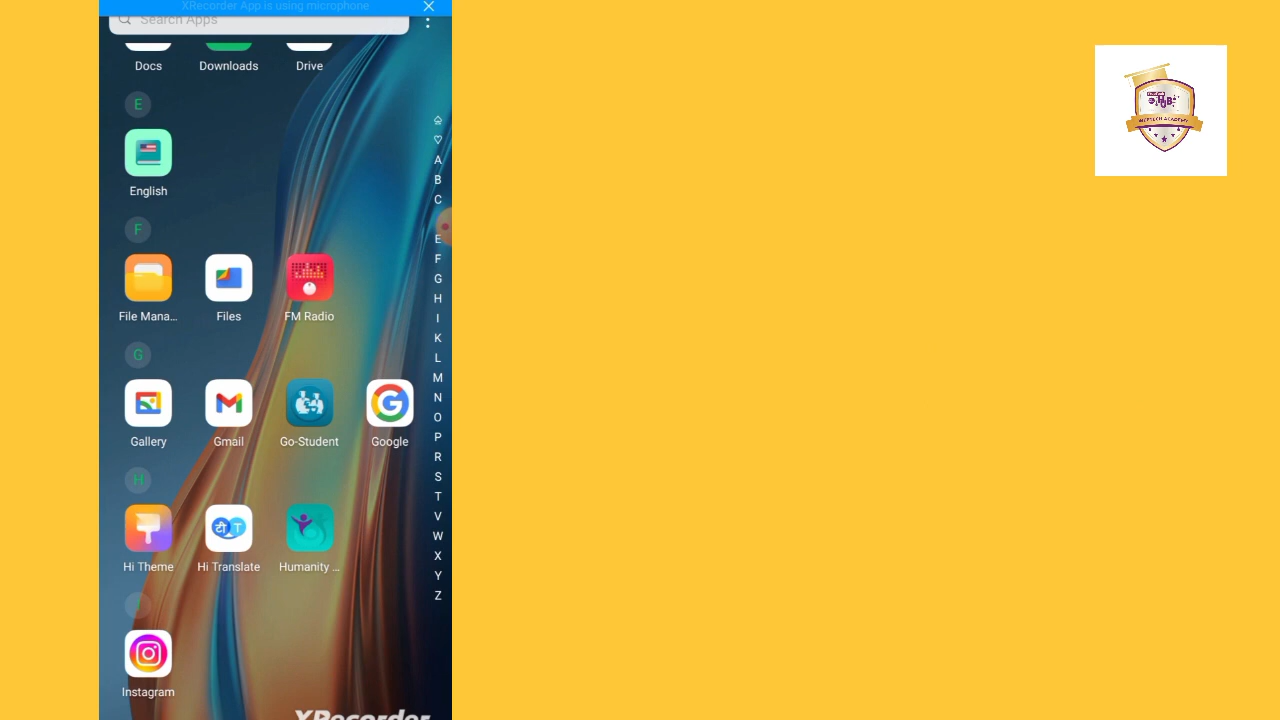 XRecorder App is using microphone
Search Apps
Docs Downloads Drive
E
English
F
File Mana... Files FM Radio
G
Gallery Gmail Go-Student Google
H
Hi Theme Hi Translate Humanity ...
Instagram
XRecorder
A
B
C
E
F
G
H
I
K
L
M
N
O
P
R
S
T
V
W
X
Y
Z